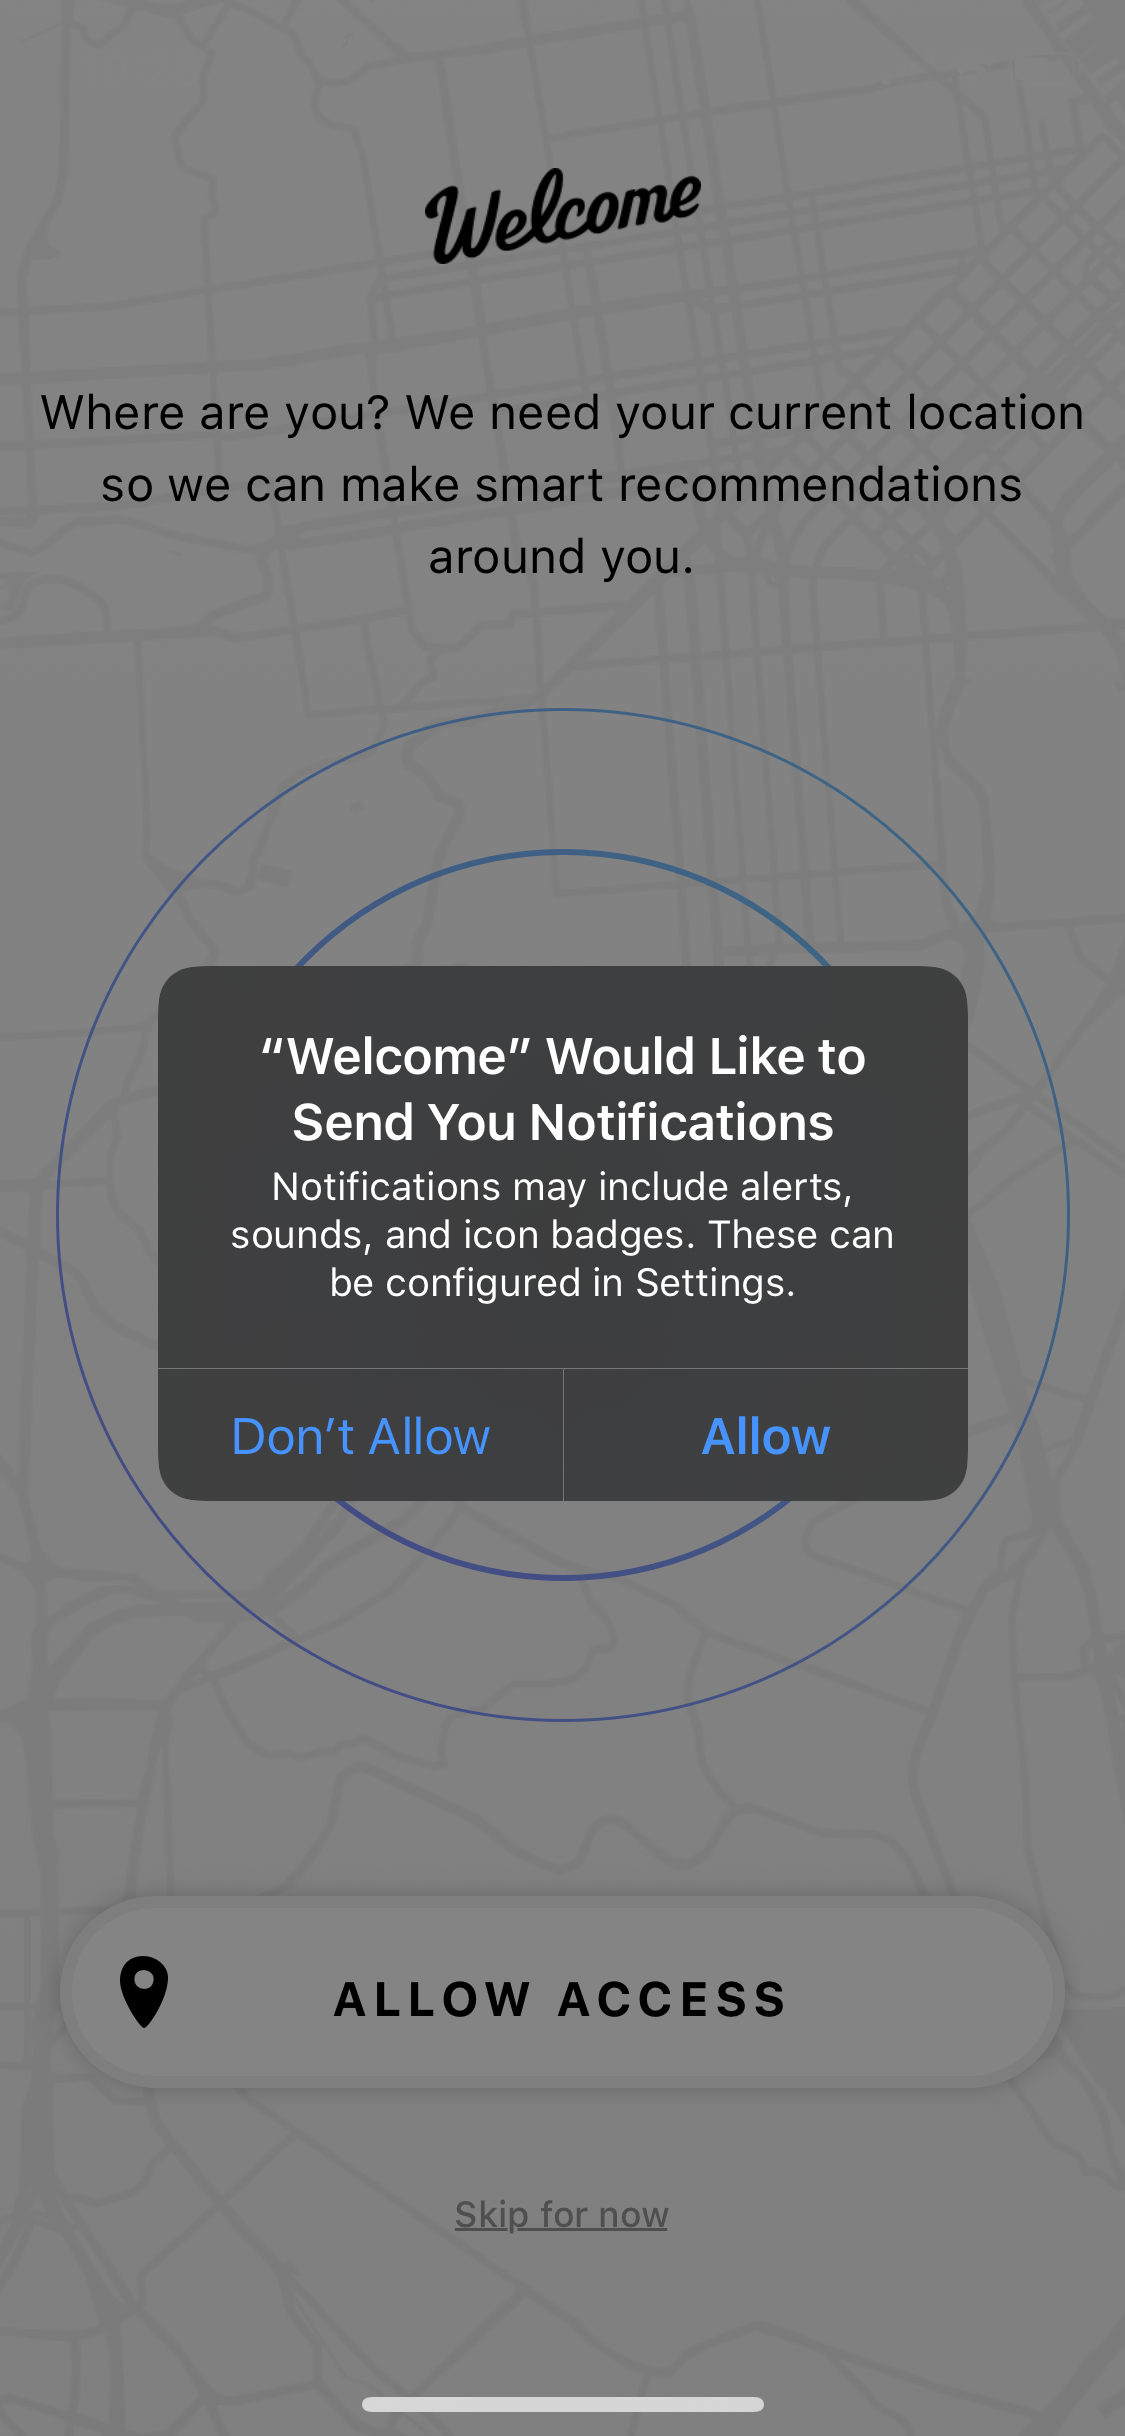 Welcome
Where are you? We need your current location
so we can make smart recommendations
around you.
“Welcome” Would Like to
Send You Notifications
Notifications may include alerts,
sounds, and icon badges. These can
be configured in Settings.
Don’t Allow
Allow
ALLOW ACCESS
Skip for now